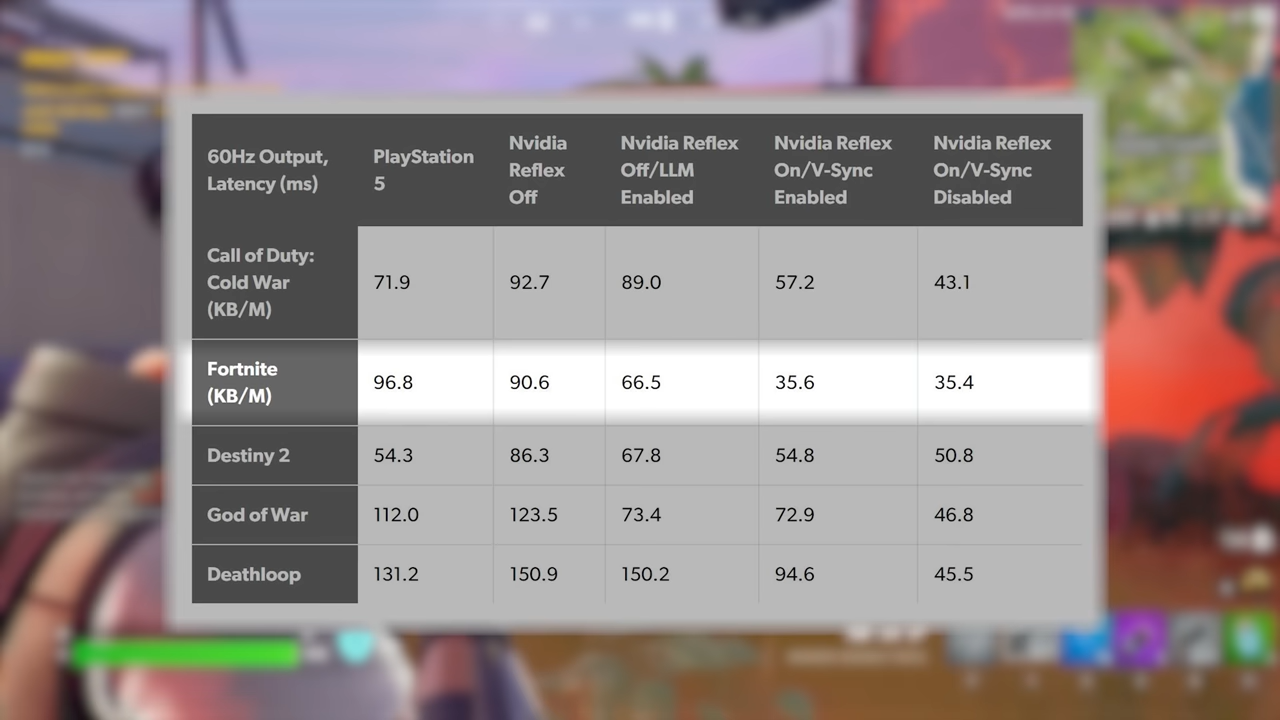 60Hz Output,
Latency (ms)
PlayStation
5
Nvidia
Reflex
Off
Nvidia Reflex
Off/LLM
Enabled
Nvidia Reflex
On/V-Sync
Enabled
Nvidia Reflex
On/V-Sync
Disabled
Call of Duty:
Cold War
(KB/M)
71.9
92.7
89.0
57.2
43.1
Fortnite
(KB/M)
96.8
90.6
66.5
35.6
35.4
Destiny 2
54.3
86.3
67.8
54.8
50.8
God of War
112.0
123.5
73.4
72.9
46.8
Deathloop
131.2
150.9
150.2
94.6
45.5